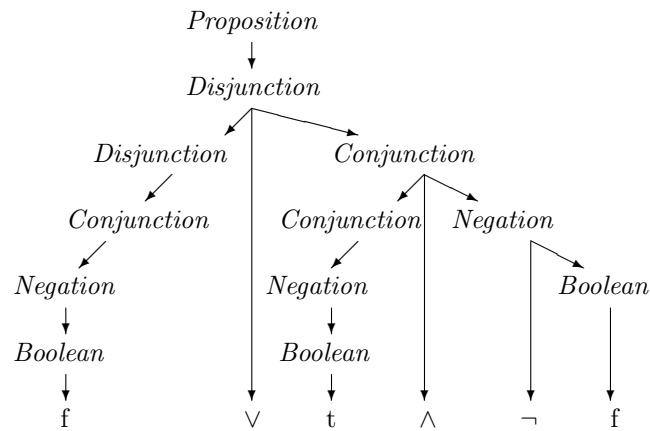 Proposition
Disjunction
Disjunction Conjunction
Conjunction Conjunction Negation
Negation Negation Boolean
Boolean Boolean
f ∨ t ∧ ¬ f